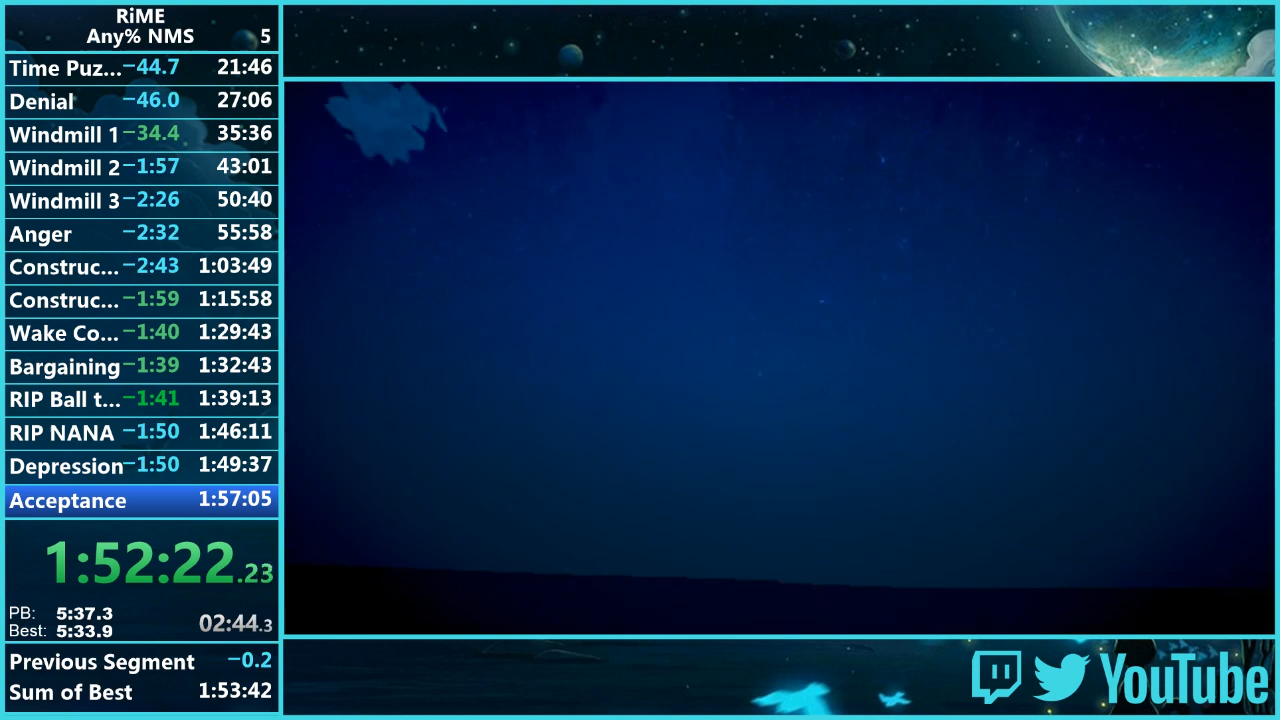 RiME
Any% NMS 5
Time Puz... −44.7 21:46
Denial −46.0 27:06
Windmill 1 −34.4 35:36
Windmill 2 −1:57 43:01
Windmill 3 −2:26 50:40
Anger −2:32 55:58
Construc... −2:43 1:03:49
Construc... −1:59 1:15:58
Wake Co... −1:40 1:29:43
Bargaining −1:39 1:32:43
RIP Ball t... −1:41 1:39:13
RIP NANA −1:50 1:46:11
Depression −1:50 1:49:37
Acceptance 1:57:05
1:52:22.23
PB: 5:37.3
Best: 5:33.9 02:44.3
Previous Segment −0.2
Sum of Best 1:53:42
YouTube